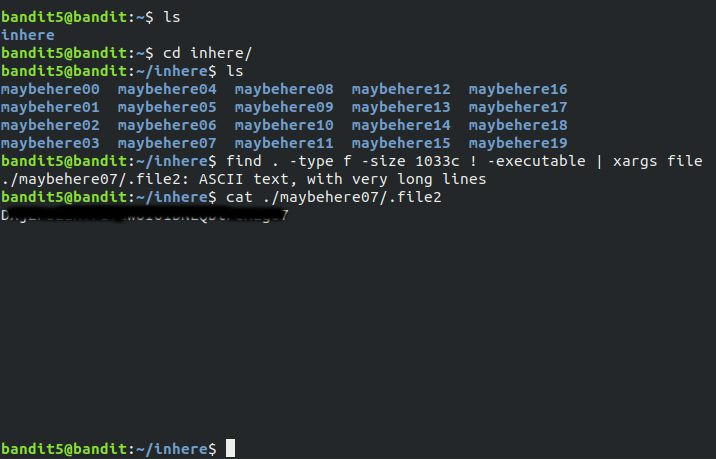 bandit5@bandit:~$ ls
inhere
bandit5@bandit:~$ cd inhere/
bandit5@bandit:~/inhere$ ls
maybehere00  maybehere04  maybehere08  maybehere12  maybehere16
maybehere01  maybehere05  maybehere09  maybehere13  maybehere17
maybehere02  maybehere06  maybehere10  maybehere14  maybehere18
maybehere03  maybehere07  maybehere11  maybehere15  maybehere19
bandit5@bandit:~/inhere$ find . -type f -size 1033c ! -executable | xargs file
./maybehere07/.file2: ASCII text, with very long lines
bandit5@bandit:~/inhere$ cat ./maybehere07/.file2
bandit5@bandit:~/inhere$